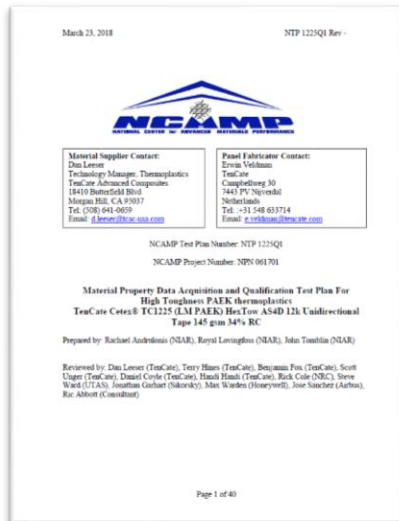 March 23, 2018 NTP 1225Q1 Rev -
NCAMP
NATIONAL CENTER for ADVANCED MATERIALS PERFORMANCE
Material Supplier Contact:
Dan Leeser
Technology Manager, Thermoplastics
TenCate Advanced Composites
18410 Butterfield Blvd
Morgan Hill, CA 95037
Tel: (508) 641-0659
Email: d.leeser@tcac-usa.com
Panel Fabricator Contact:
Erwin Veldman
TenCate
Campbellweg 30
7443 PV Nijverdal
Netherlands
Tel: +31 548 633714
Email: e.veldman@tencate.com
NCAMP Test Plan Number: NTP 1225Q1
NCAMP Project Number: NPN 061701
Material Property Data Acquisition and Qualification Test Plan For
High Toughness PAEK thermoplastics
TenCate Cetex® TC1225 (LM PAEK) HexTow AS4D 12k Unidirectional
Tape 145 gsm 34% RC
Prepared by: Rachael Andrulonis (NIAR), Royal Lovingfoss (NIAR), John Tomblin (NIAR)
Reviewed by: Dan Leeser (TenCate), Terry Hines (TenCate), Benjamin Fox (TenCate), Scott
Unger (TenCate), Daniel Coyle (TenCate), Handi Handi (TenCate), Rick Cole (NRC), Steve
Ward (UTAS), Jonathan Garhart (Sikorsky), Max Warden (Honeywell), Jose Sanchez (Airbus),
Ric Abbott (Consultant)
Page 1 of 40